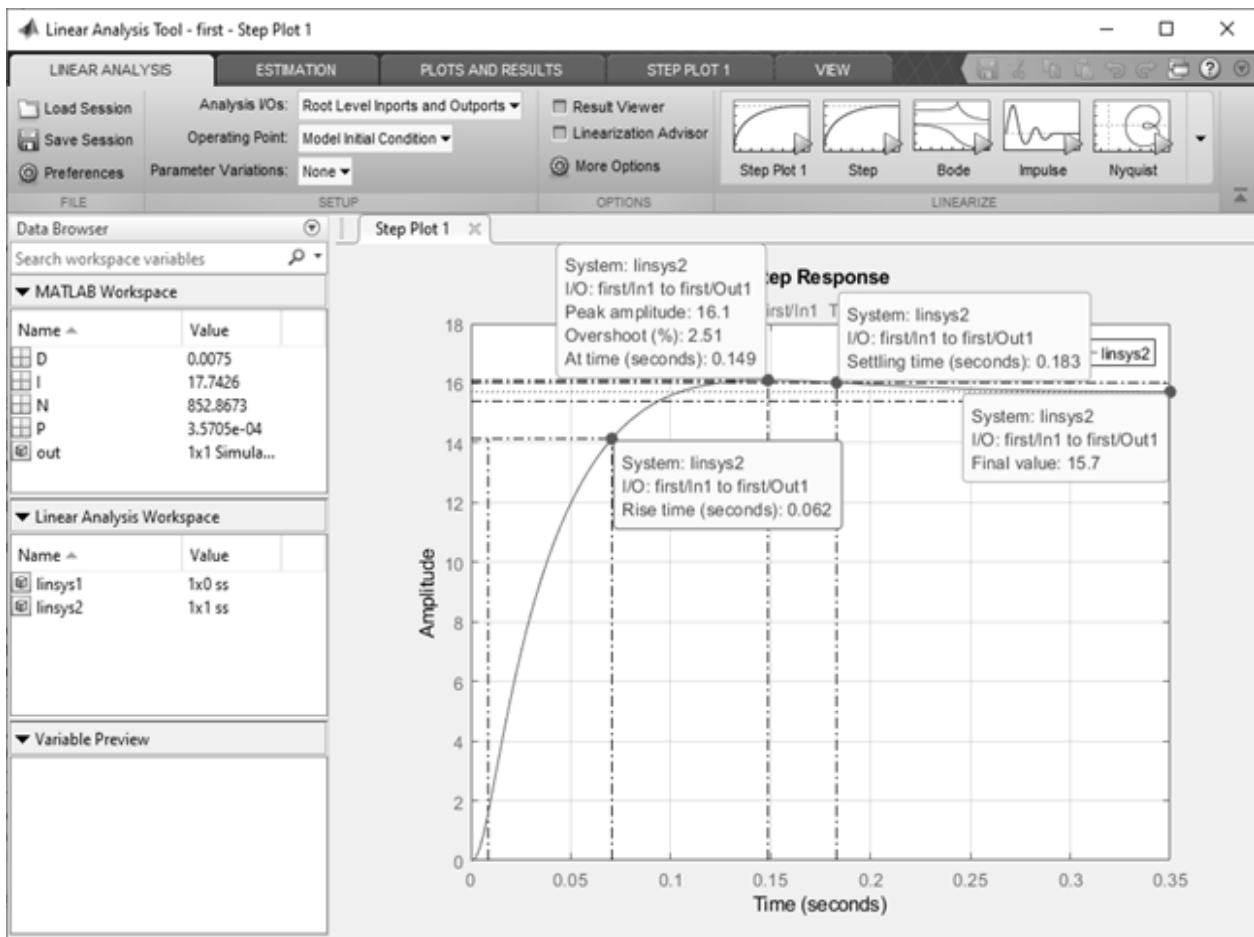 Linear Analysis Tool - first - Step Plot 1
LINEAR ANALYSIS ESTIMATION PLOTS AND RESULTS STEP PLOT 1 VIEW
Load Session
Save Session
Preferences
FILE
Analysis I/Os: Root Level Inports and Outports
Operating Point: Model Initial Condition
Parameter Variations: None
SETUP
Result Viewer
Linearization Advisor
More Options
OPTIONS
Step Plot 1 Step Bode Impulse Nyquist
LINEARIZE
Data Browser
Search workspace variables
MATLAB Workspace
Name Value
D 0.0075
I 17.7426
N 852.8673
P 3.5705e-04
out 1x1 Simula...
Linear Analysis Workspace
Name Value
linsys1 1x0 ss
linsys2 1x1 ss
Variable Preview
Step Plot 1
System: linsys2
I/O: first/In1 to first/Out1
Peak amplitude: 16.1
Overshoot (%): 2.51
At time (seconds): 0.149
Response
System: linsys2
I/O: first/In1 to first/Out1
Settling time (seconds): 0.183
linsys2
System: linsys2
I/O: first/In1 to first/Out1
Final value: 15.7
System: linsys2
I/O: first/In1 to first/Out1
Rise time (seconds): 0.062
Amplitude
18
16
14
12
10
8
6
4
2
0
0 0.05 0.1 0.15 0.2 0.25 0.3 0.35
Time (seconds)